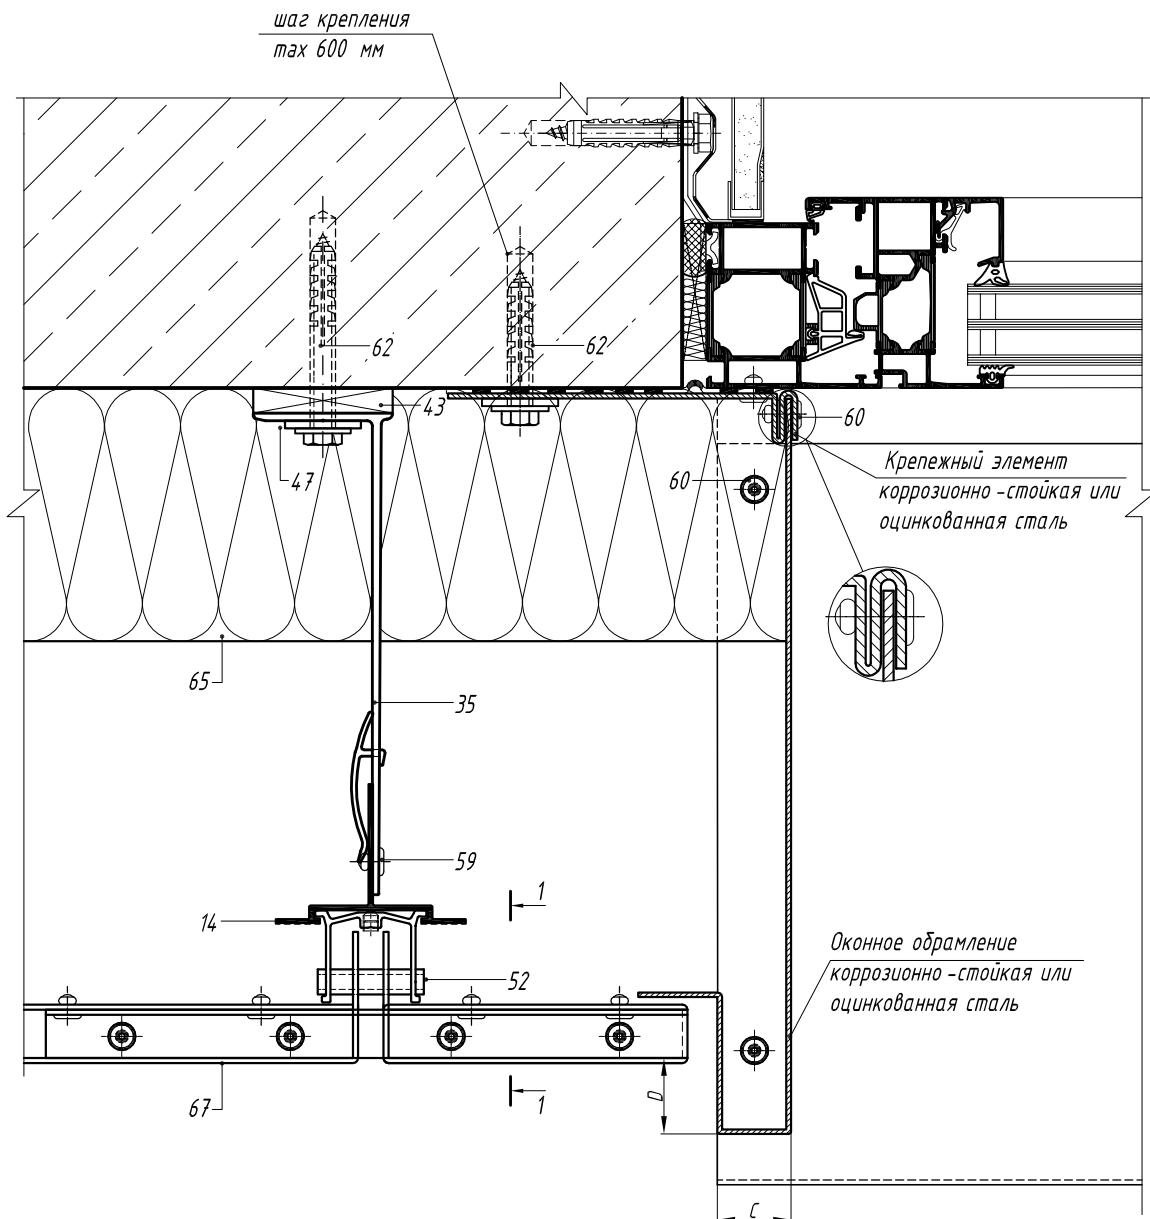 шаг крепления
max 600 мм
62
62
43
47
60
60
Крепежный элемент
коррозионно-стойкая или
оцинкованная сталь
65
35
59
14
1
52
Оконное обрамление
коррозионно-стойкая или
оцинкованная сталь
67
1
D
C